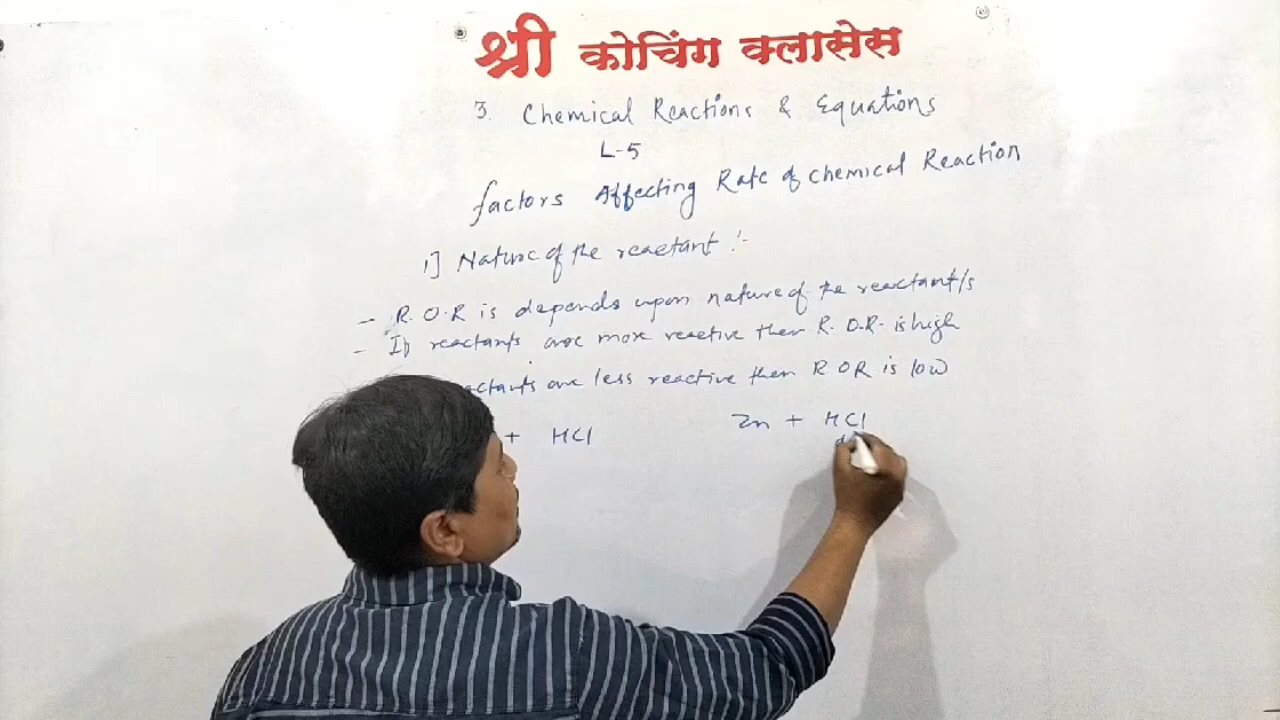 श्री कोचिंग क्लासेस
3. Chemical Reactions & Equations
L-5
factors Affecting Rate of chemical Reaction
1] Nature of the reactant :-
- R.O.R is depends upon nature of the reactant/s
- If reactants are more reactive then R.O.R. is high
are less reactive then R.O.R is low
+ HCl Zn + HCl